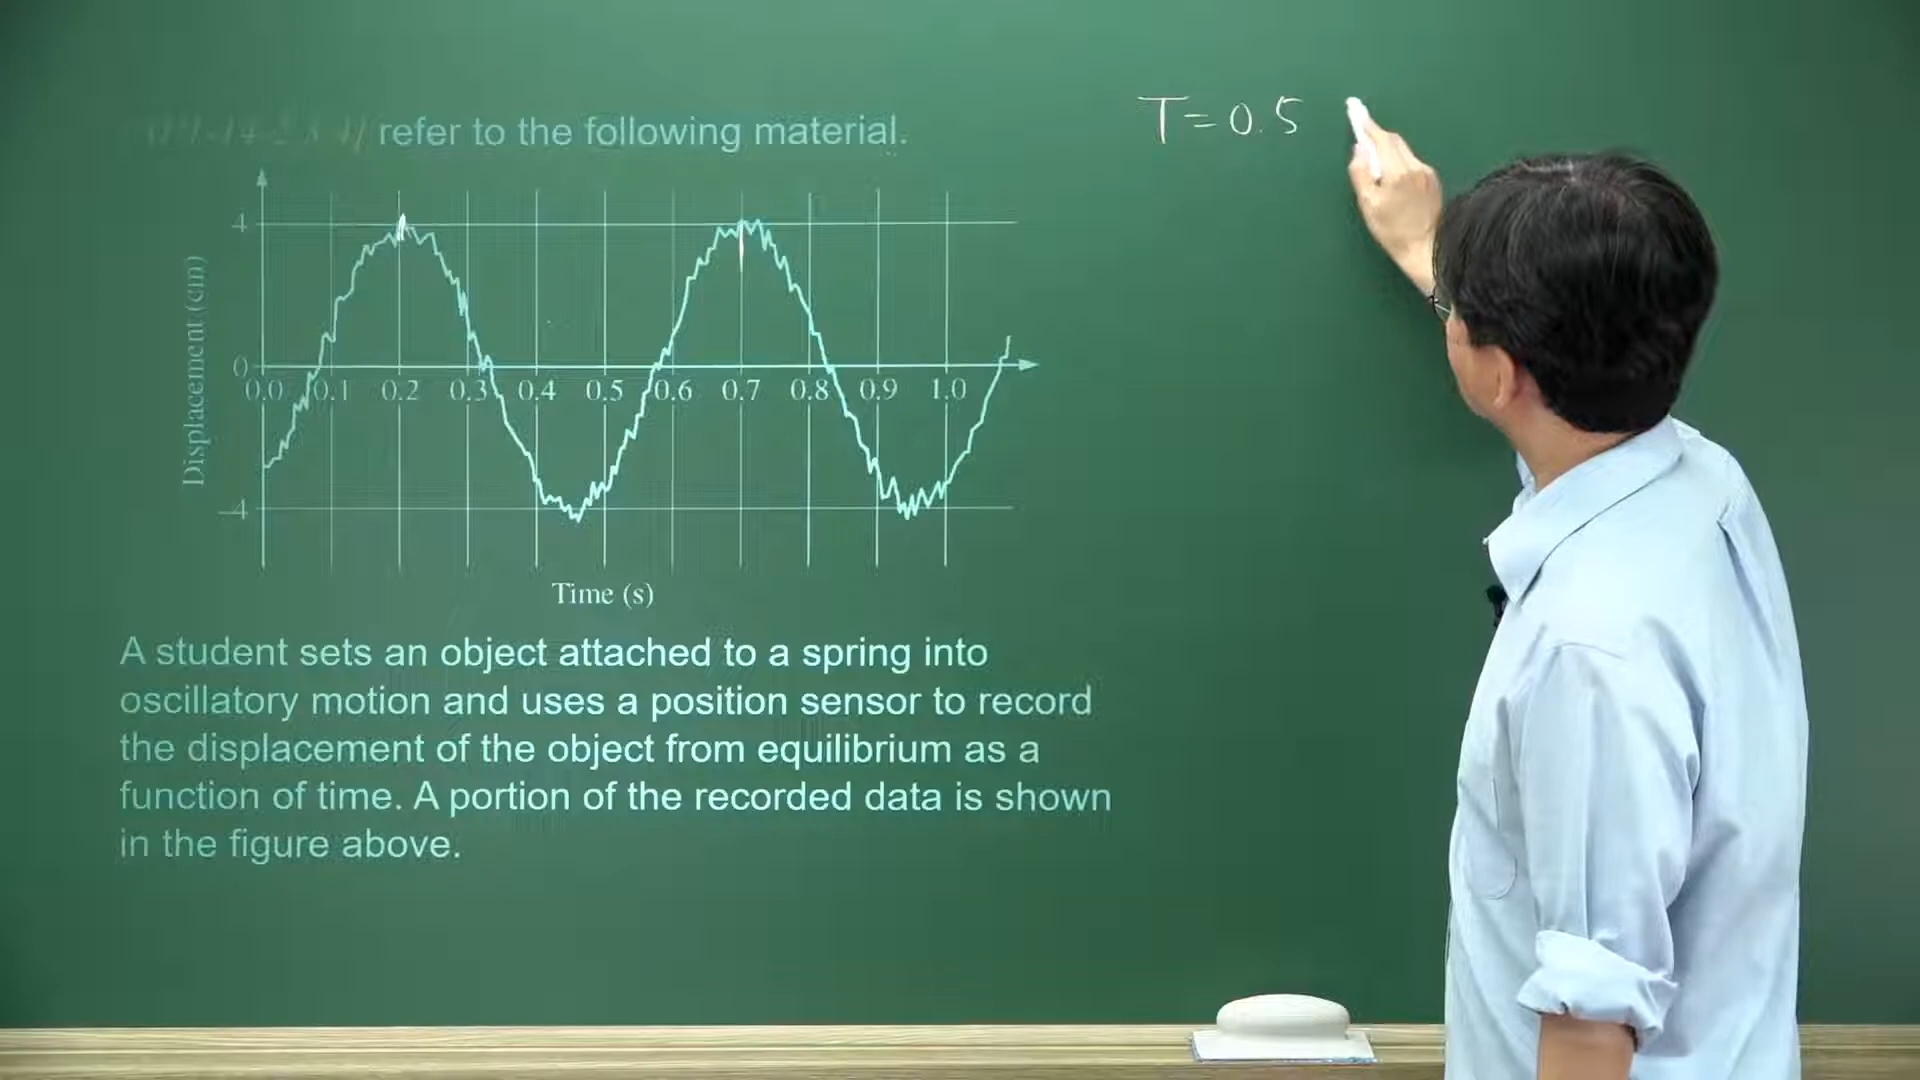 refer to the following material.
T=0.5
4
Displacement (cm)
0
0.0 0.1 0.2 0.3 0.4 0.5 0.6 0.7 0.8 0.9 1.0
–4
Time (s)
A student sets an object attached to a spring into
oscillatory motion and uses a position sensor to record
the displacement of the object from equilibrium as a
function of time. A portion of the recorded data is shown
in the figure above.